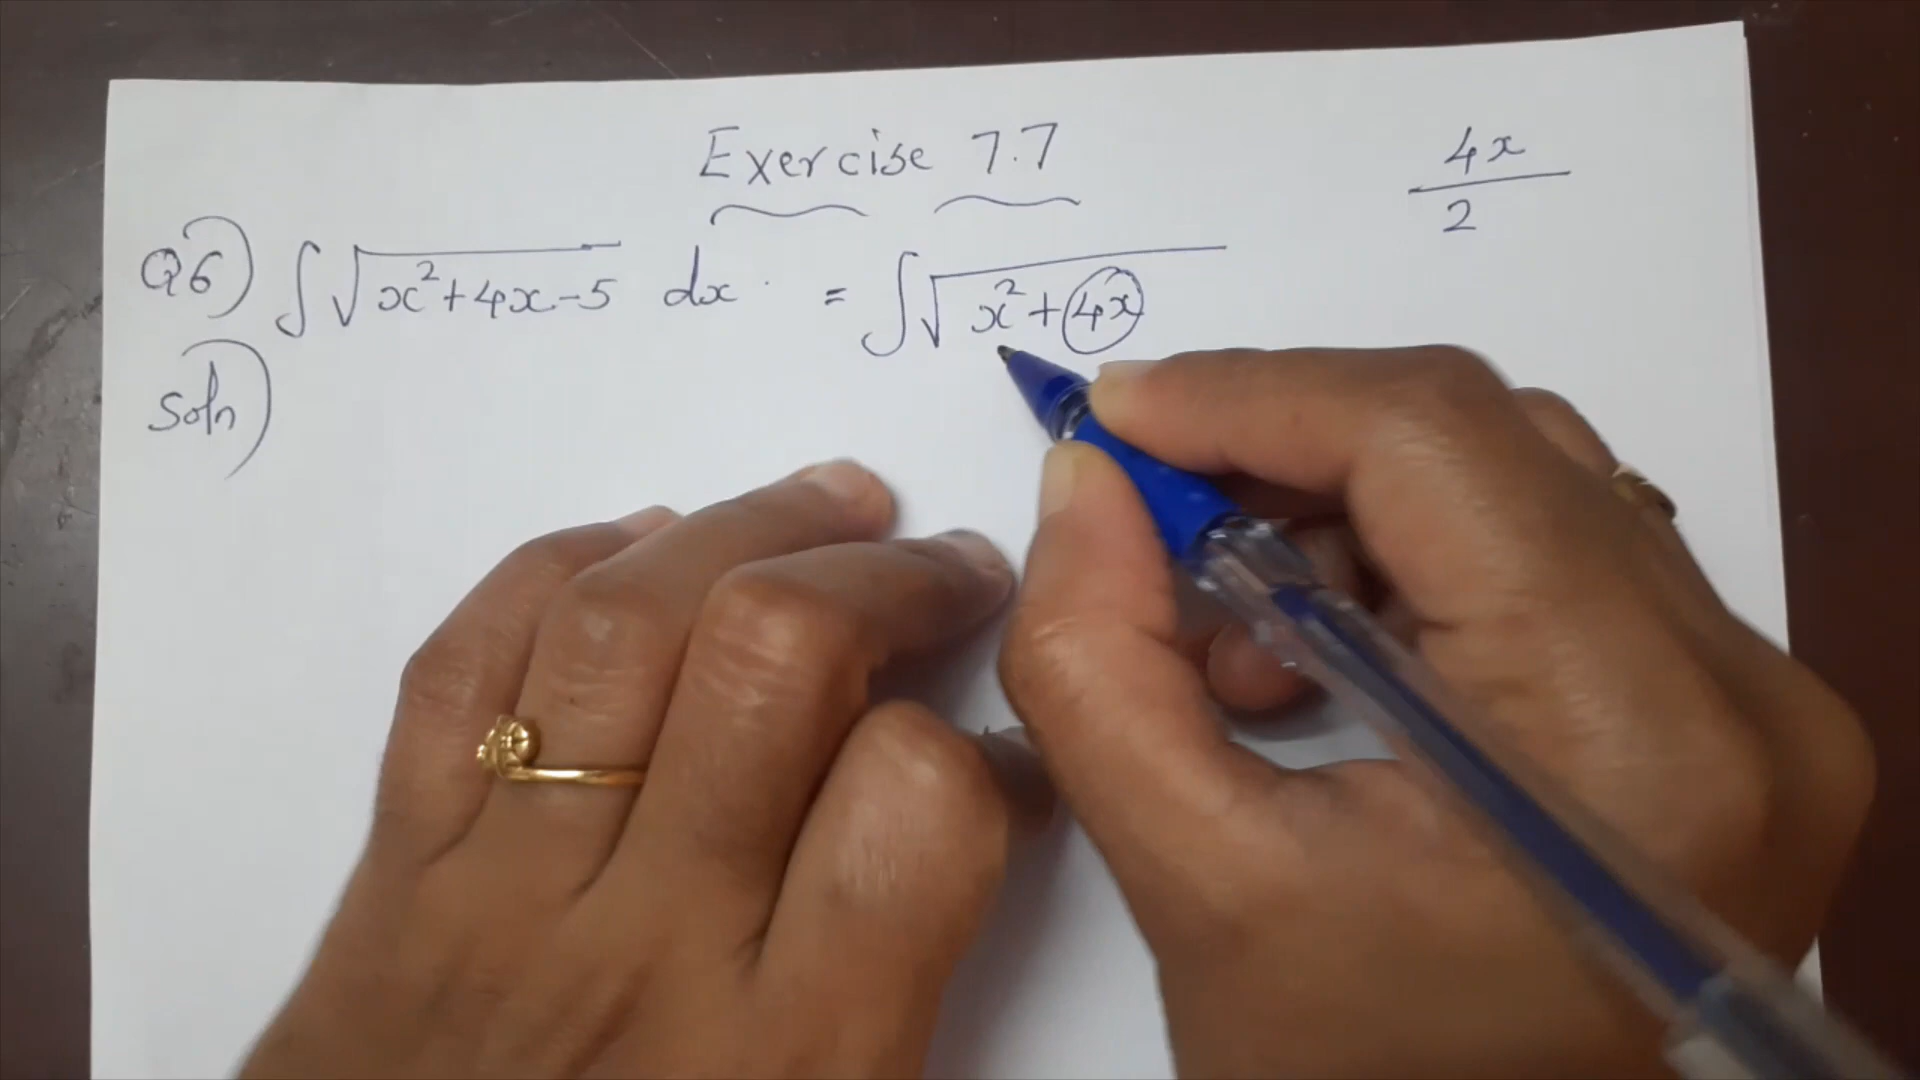 Exercise 7.7
4x
2
Q6) ∫√x²+4x-5 dx = ∫√x²+4x
Soln)